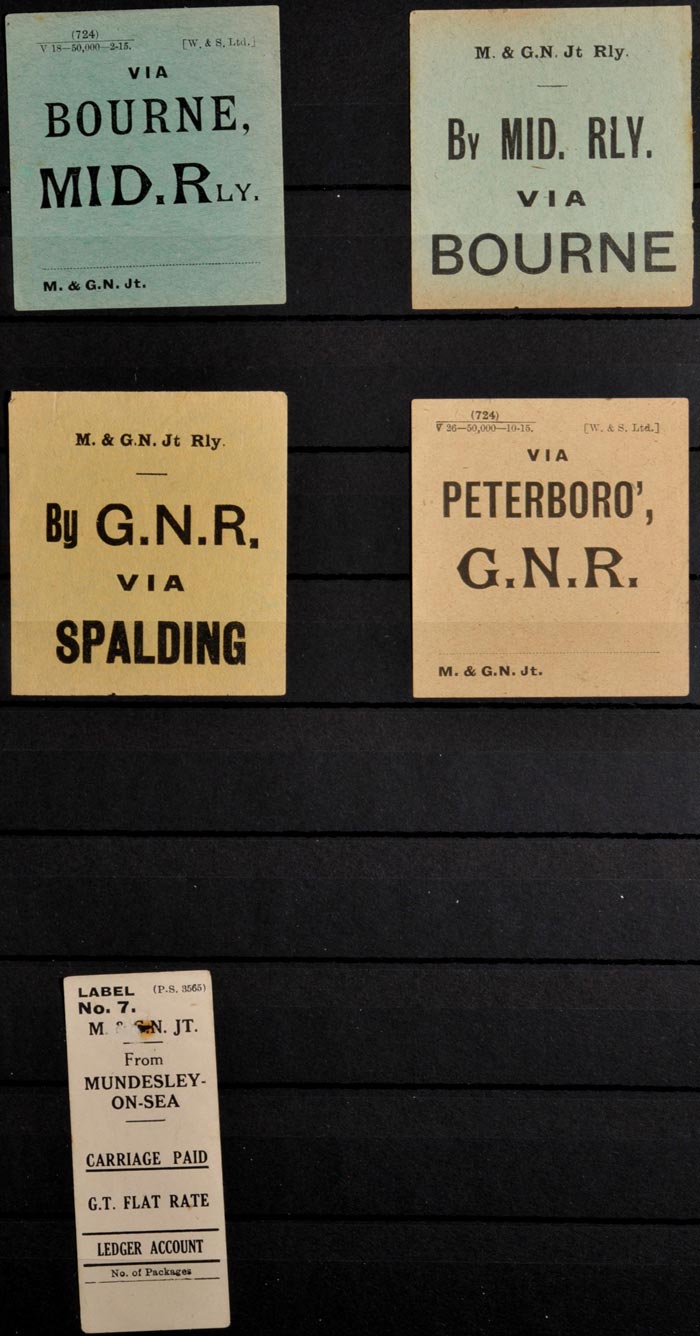 (724)
V 18—50,000—2-15. [W. & S. Ltd.]
VIA
BOURNE,
MID. RLY.
M. & G.N. Jt.
M. & G.N. Jt Rly.
By MID. RLY.
VIA
BOURNE
M. & G.N. Jt Rly.
By G.N.R.
VIA
SPALDING
(724)
V 26—50,000—10-15. [W. & S. Ltd.]
VIA
PETERBORO',
G.N.R.
M. & G.N. Jt.
LABEL (P.S. 3565)
No. 7.
M. & G.N. JT.
From
MUNDESLEY-
ON-SEA
CARRIAGE PAID
G.T. FLAT RATE
LEDGER ACCOUNT
No. of Packages